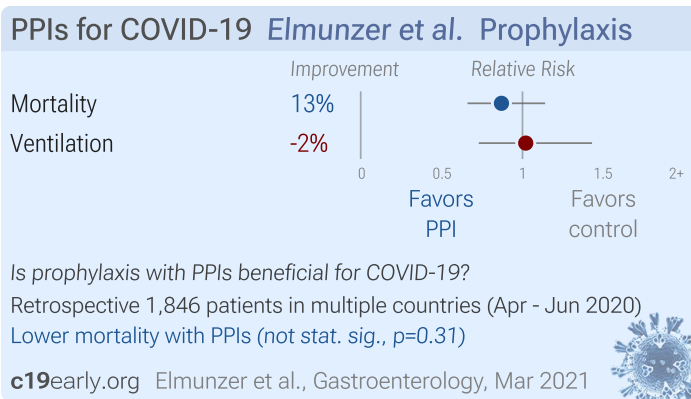 PPIs for COVID-19 Elmunzer et al. Prophylaxis
Improvement Relative Risk
Mortality 13%
Ventilation -2%
0 0.5 1 1.5 2+
Favors PPI Favors control
Is prophylaxis with PPIs beneficial for COVID-19?
Retrospective 1,846 patients in multiple countries (Apr - Jun 2020)
Lower mortality with PPIs (not stat. sig., p=0.31)
c19early.org Elmunzer et al., Gastroenterology, Mar 2021